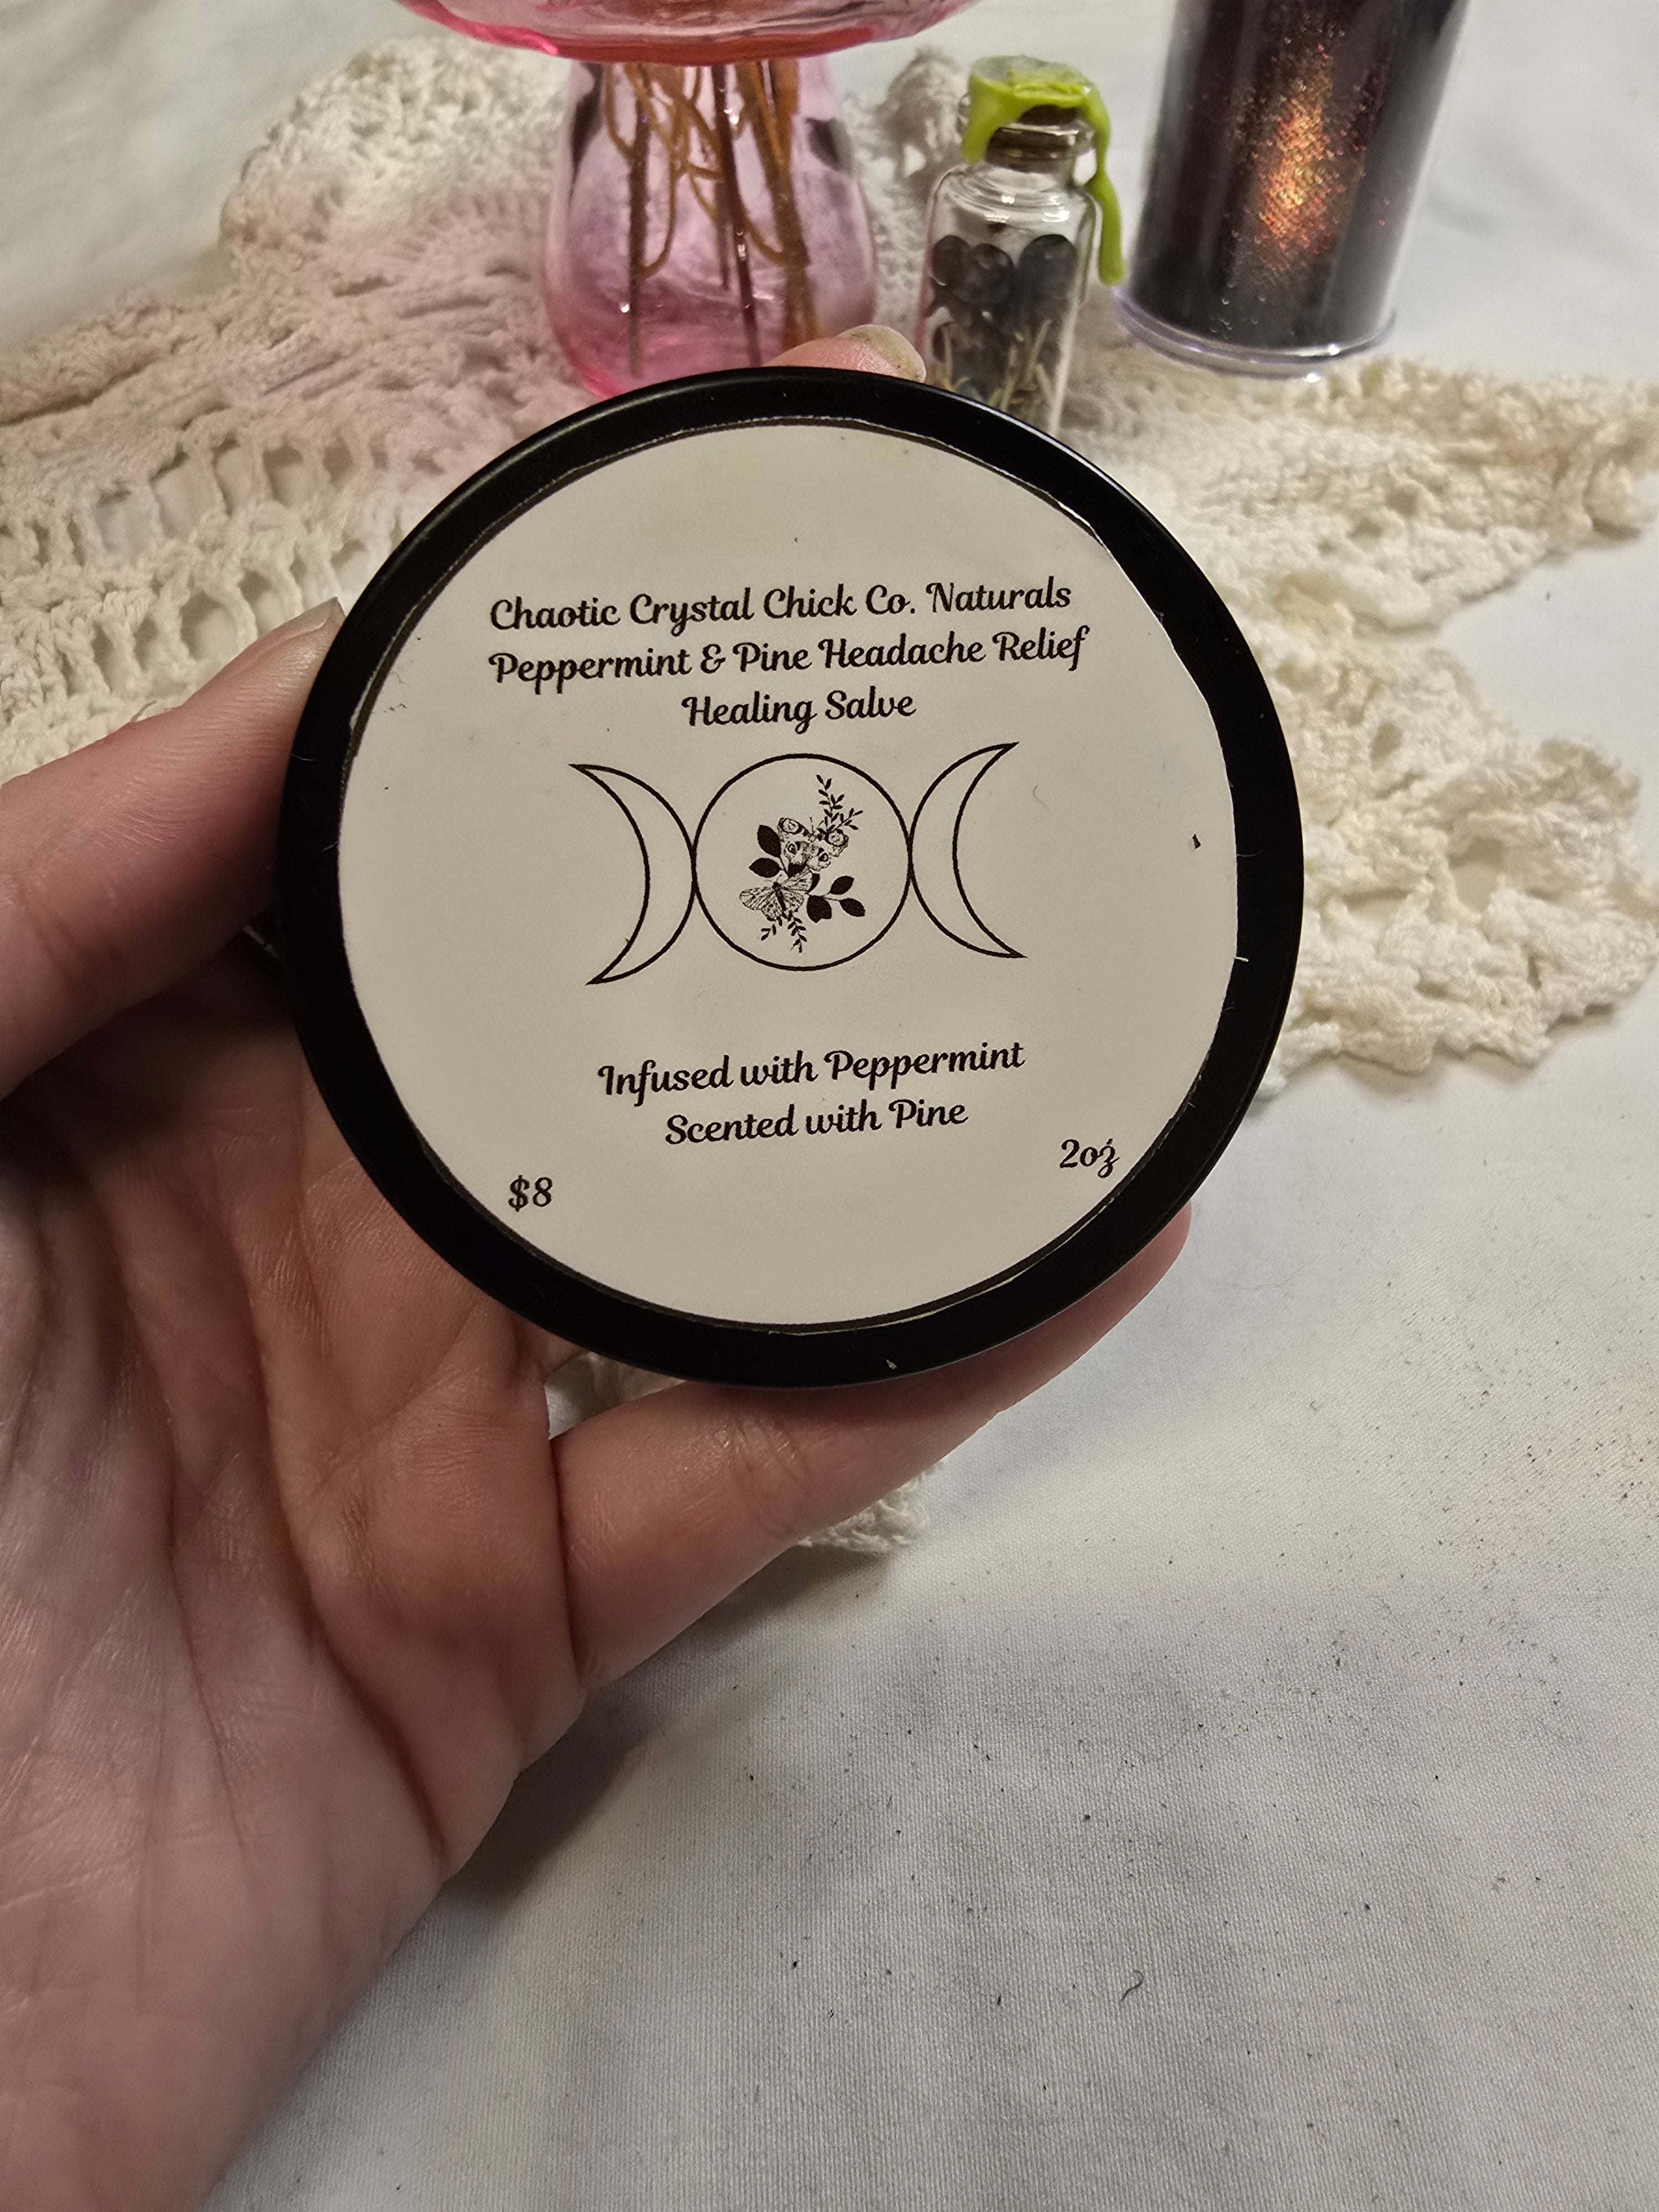 Chaotic Crystal Chick Co. Naturals
Peppermint & Pine Headache Relief
Healing Salve
Infused with Peppermint
Scented with Pine
$8
2oz